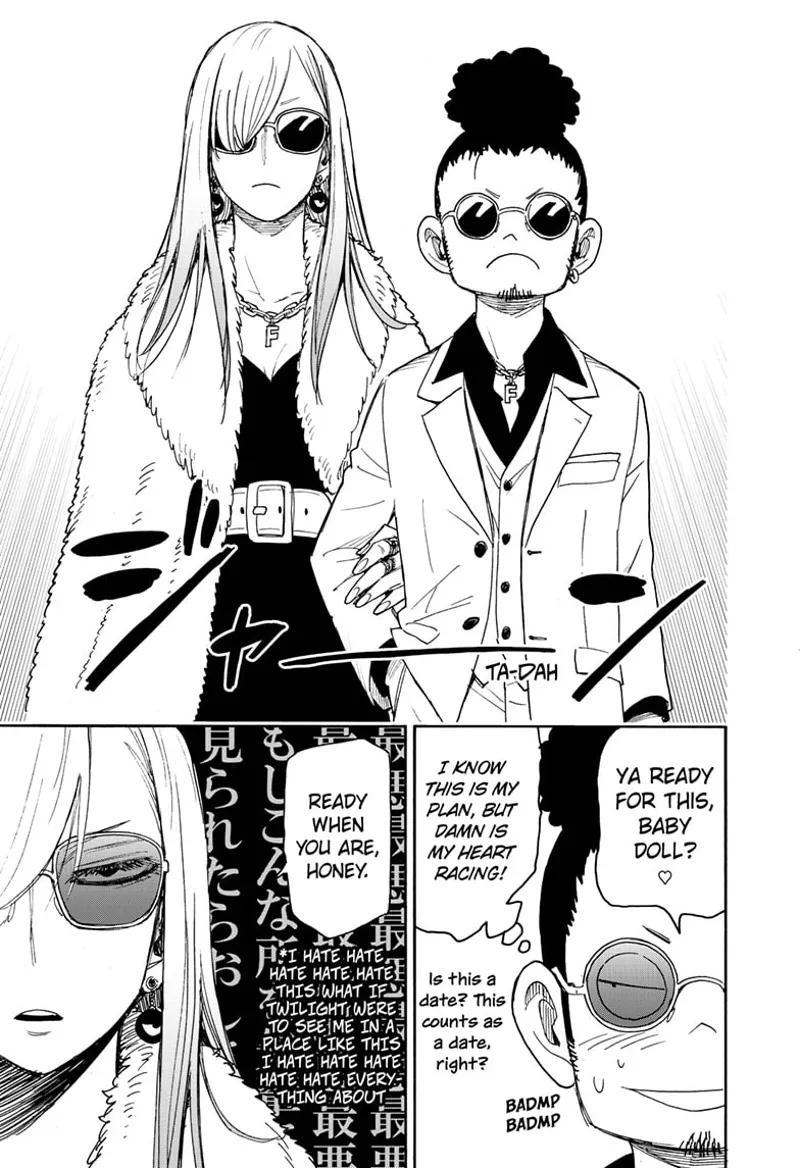 F
F
ジャーン
TA-DAH
YA READY
FOR THIS,
BABY
DOLL?
♡
I KNOW
THIS IS MY
PLAN, BUT
DAMN IS
MY HEART
RACING!
Is this a
date? This
counts as
a date,
right?
BADMP
BADMP
READY
WHEN
YOU ARE,
HONEY.
*I HATE HATE
HATE HATE HATE
THIS WHAT IF
TWILIGHT WERE
TO SEE ME IN A
PLACE LIKE THIS
I HATE HATE HATE
HATE HATE EVERY-
THING ABOUT
もしこんな所
見られたらおし
最悪